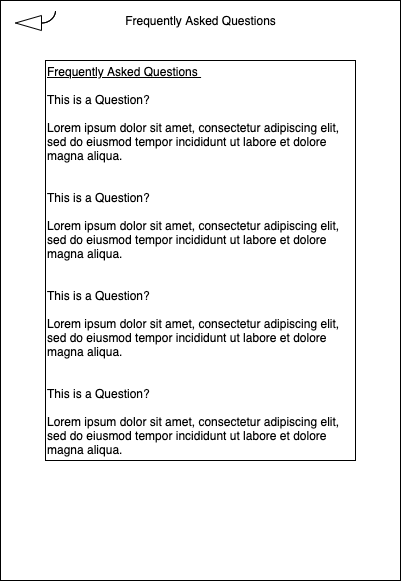 Frequently Asked Questions
Frequently Asked Questions
This is a Question?
Lorem ipsum dolor sit amet, consectetur adipiscing elit,
sed do eiusmod tempor incididunt ut labore et dolore
magna aliqua.
This is a Question?
Lorem ipsum dolor sit amet, consectetur adipiscing elit,
sed do eiusmod tempor incididunt ut labore et dolore
magna aliqua.
This is a Question?
Lorem ipsum dolor sit amet, consectetur adipiscing elit,
sed do eiusmod tempor incididunt ut labore et dolore
magna aliqua.
This is a Question?
Lorem ipsum dolor sit amet, consectetur adipiscing elit,
sed do eiusmod tempor incididunt ut labore et dolore
magna aliqua.